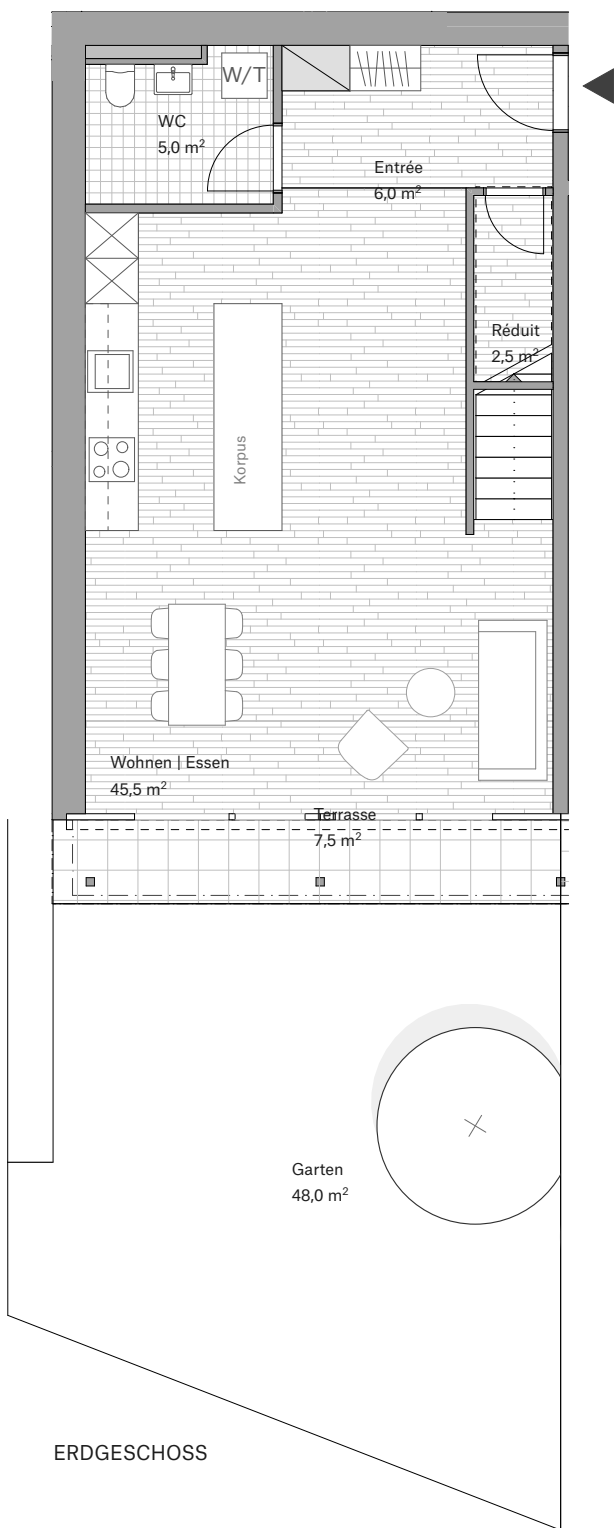 W/T
WC
5,0 m²
Entrée
6,0 m²
Réduit
2,5 m²
Korpus
Wohnen | Essen
45,5 m²
Terrasse
7,5 m²
Garten
48,0 m²
ERDGESCHOSS